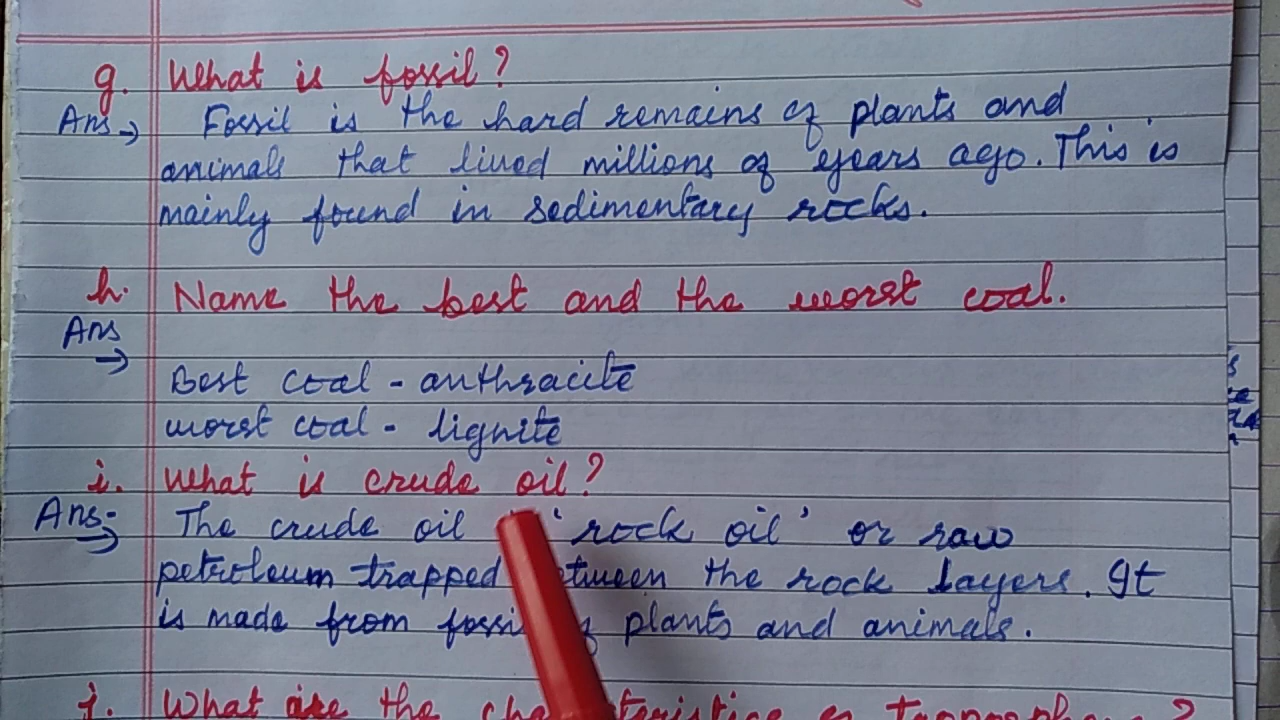 g. What is fossil?
Ans → Fossil is the hard remains of plants and
animals that lived millions of years ago. This is
mainly found in sedimentary rocks.
h. Name the best and the worst coal.
Ans →
Best coal - anthracite
worst coal - lignite
i. What is crude oil?
Ans- → The crude oil 'rock oil' or raw
petroleum trapped between the rock layers. It
is made from fossil of plants and animals.
j. What are the